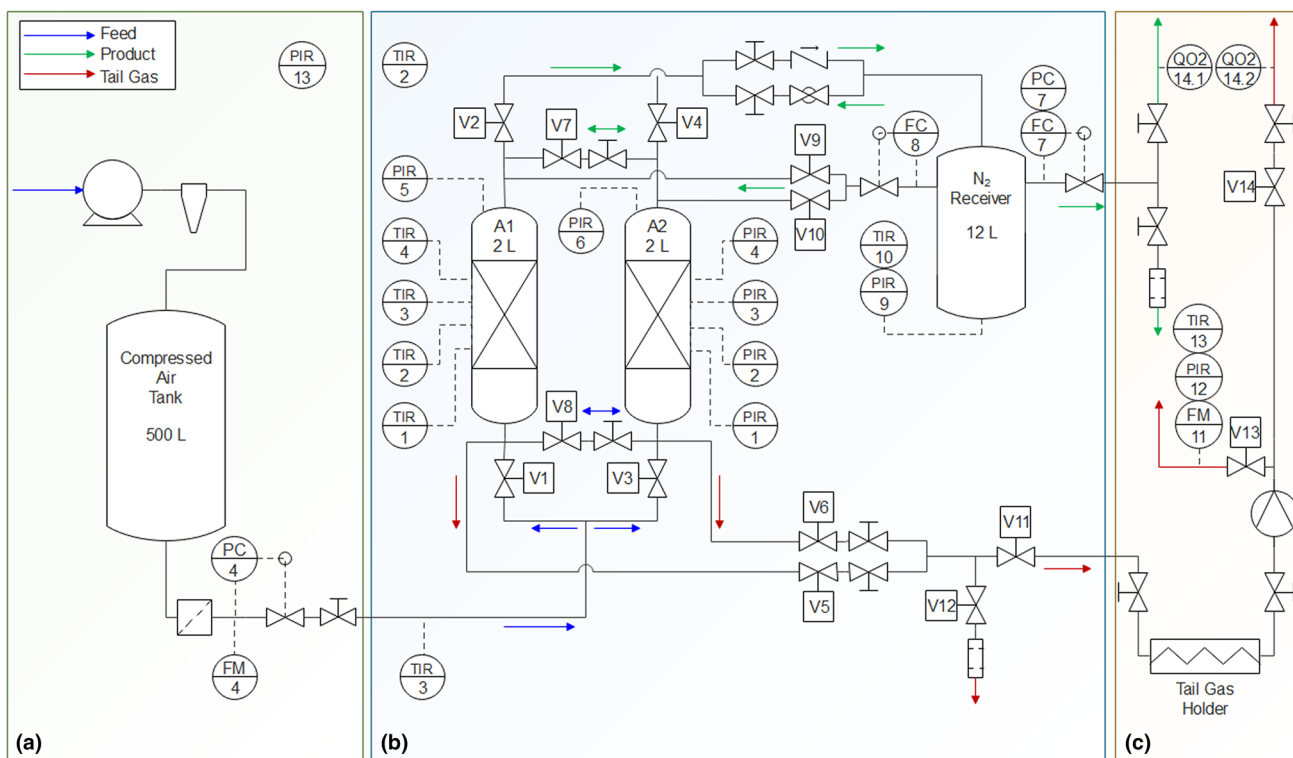 Feed
Product
Tail Gas
PIR
13
Compressed
Air
Tank
500 L
PC
4
FM
4
(a)
TIR
2
V2
V7
V4
PIR
5
TIR
4
TIR
3
TIR
2
TIR
1
A1
2 L
PIR
6
A2
2 L
PIR
4
PIR
3
PIR
2
PIR
1
V9
V10
FC
8
TIR
10
PIR
9
N2
Receiver
12 L
PC
7
FC
7
V8
V1
V3
V6
V5
V11
V12
TIR
3
(b)
QO2
14.1
QO2
14.2
V14
TIR
13
PIR
12
FM
11
V13
Tail Gas
Holder
(c)